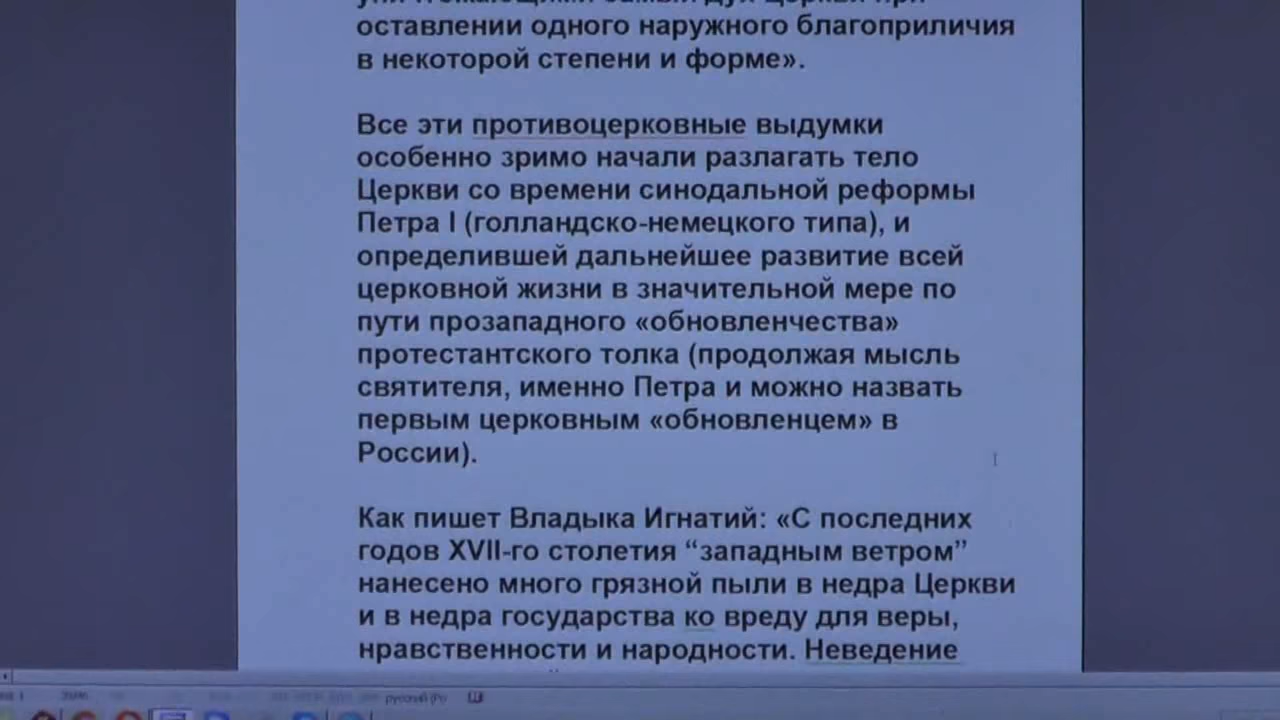 оставлении одного наружного благоприличия
в некоторой степени и форме».
Все эти противоцерковные выдумки
особенно зримо начали разлагать тело
Церкви со времени синодальной реформы
Петра I (голландско-немецкого типа), и
определившей дальнейшее развитие всей
церковной жизни в значительной мере по
пути прозападного «обновленчества»
протестантского толка (продолжая мысль
святителя, именно Петра и можно назвать
первым церковным «обновленцем» в
России).
Как пишет Владыка Игнатий: «С последних
годов XVII-го столетия “западным ветром”
нанесено много грязной пыли в недра Церкви
и в недра государства ко вреду для веры,
нравственности и народности. Неведение
русский (Ро